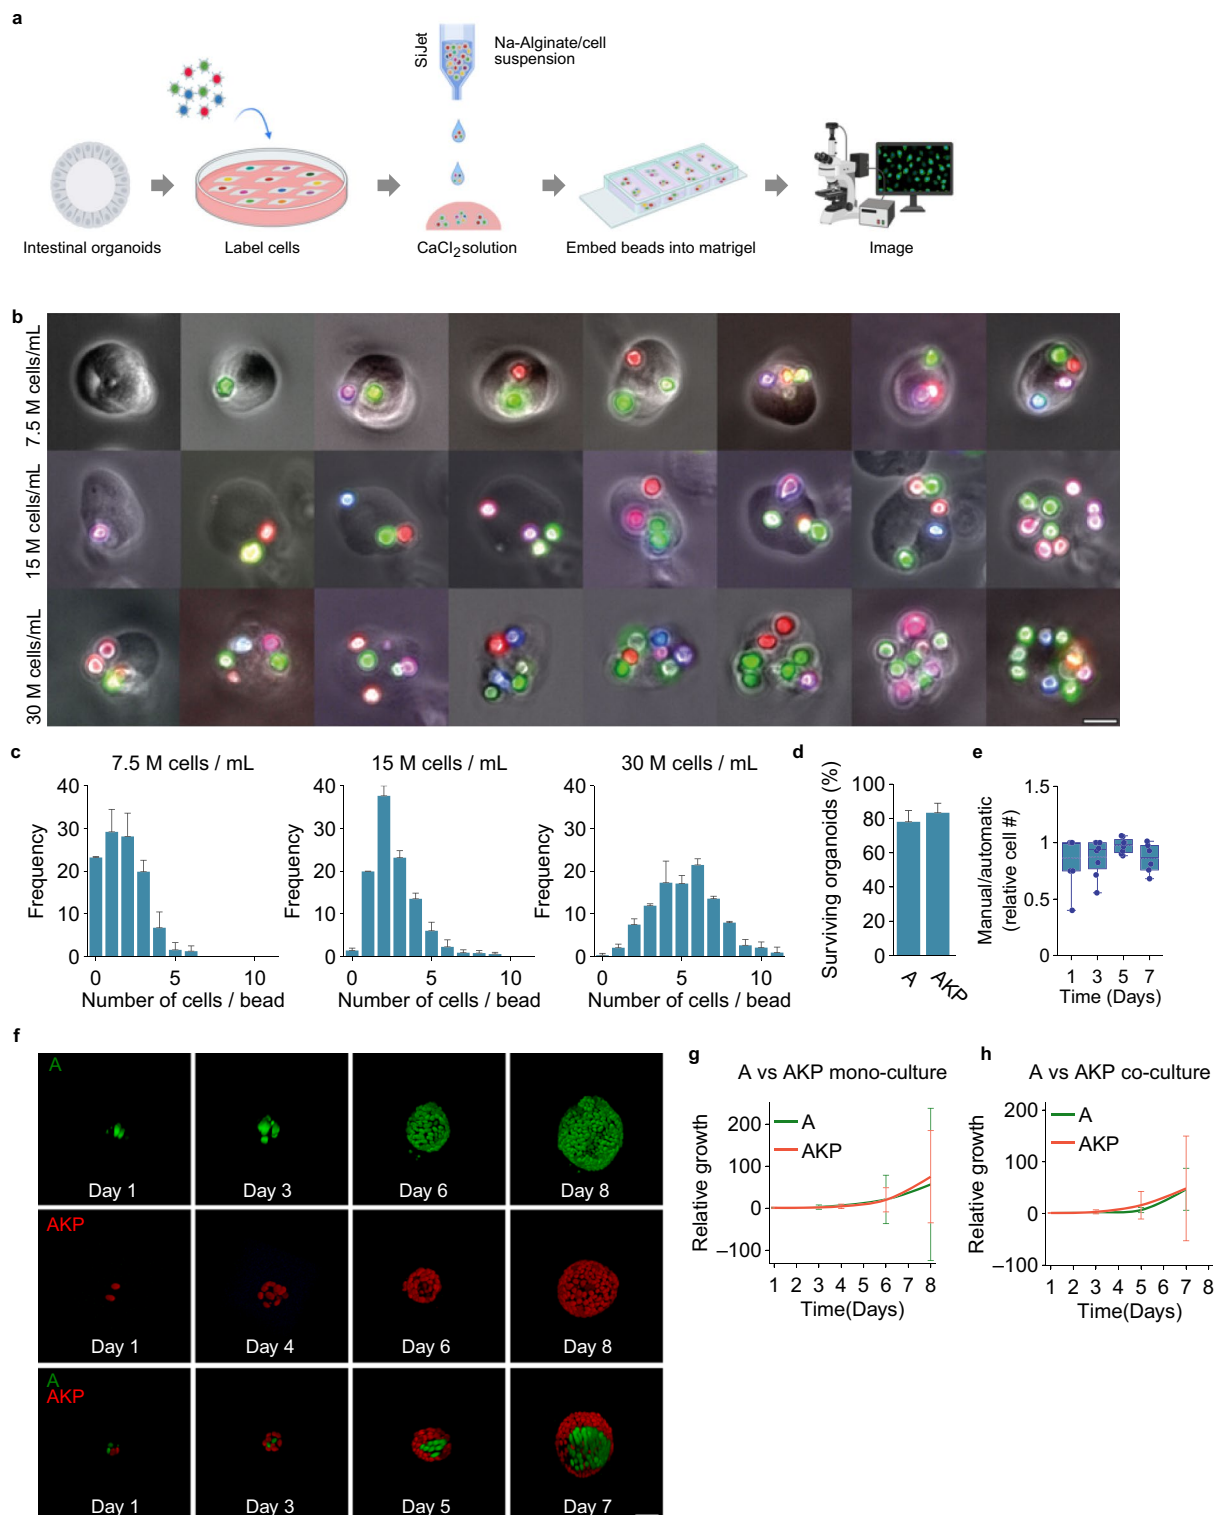 a
SiJet
Na-Alginate/cell
suspension
Intestinal organoids
Label cells
CaCl2 solution
Embed beads into matrigel
Image
b
7.5 M cells/mL
15 M cells/mL
30 M cells/mL
c
7.5 M cells / mL
Frequency
40
30
20
10
0
0
5
10
Number of cells / bead
15 M cells / mL
Frequency
40
30
20
10
0
0
5
10
Number of cells / bead
30 M cells / mL
Frequency
40
30
20
10
0
0
5
10
Number of cells / bead
d
Surviving organoids (%)
100
80
60
40
20
0
A
AKP
e
Manual/automatic
(relative cell #)
1.5
1
0.5
0
1 3 5 7
Time (Days)
f
A
Day 1
Day 3
Day 6
Day 8
AKP
Day 1
Day 4
Day 6
Day 8
A
AKP
Day 1
Day 3
Day 5
Day 7
g
A vs AKP mono-culture
Relative growth
200
100
0
–100
A
AKP
1 2 3 4 5 6 7 8
Time(Days)
h
A vs AKP co-culture
Relative growth
200
100
0
–100
A
AKP
1 2 3 4 5 6 7 8
Time(Days)